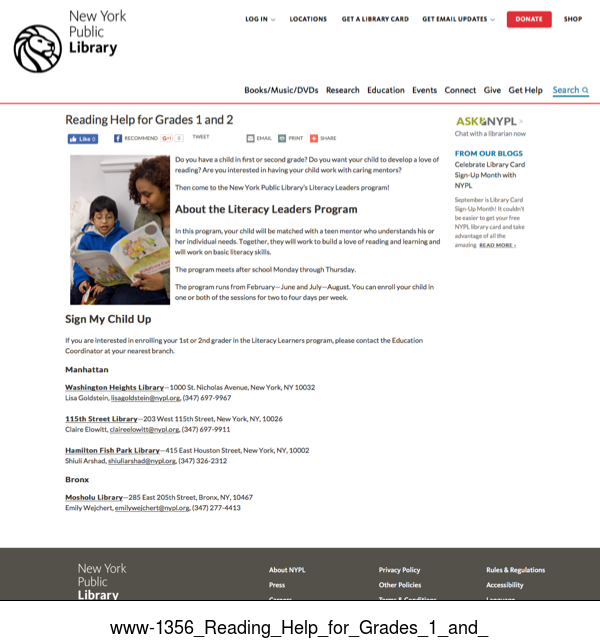 New York
Public
Library
LOG IN
LOCATIONS
GET A LIBRARY CARD
GET EMAIL UPDATES
DONATE
SHOP
Books/Music/DVDs Research Education Events Connect Give Get Help Search
Reading Help for Grades 1 and 2
Like 0
RECOMMEND
G+1 0
TWEET
EMAIL
PRINT
SHARE
Do you have a child in first or second grade? Do you want your child to develop a love of
reading? Are you interested in having your child work with caring mentors?
Then come to the New York Public Library's Literacy Leaders program!
About the Literacy Leaders Program
In this program, your child will be matched with a teen mentor who understands his or
her individual needs. Together, they will work to build a love of reading and learning and
will work on basic literacy skills.
The program meets after school Monday through Thursday.
The program runs from February—June and July—August. You can enroll your child in
one or both of the sessions for two to four days per week.
Sign My Child Up
If you are interested in enrolling your 1st or 2nd grader in the Literacy Learners program, please contact the Education
Coordinator at your nearest branch.
Manhattan
Washington Heights Library—1000 St. Nicholas Avenue, New York, NY 10032
Lisa Goldstein, lisagoldstein@nypl.org, (347) 697-9967
115th Street Library—203 West 115th Street, New York, NY, 10026
Claire Elowitt, claireelowitt@nypl.org, (347) 697-9911
Hamilton Fish Park Library—415 East Houston Street, New York, NY, 10002
Shiuli Arshad, shiuliarshad@nypl.org, (347) 326-2312
Bronx
Mosholu Library—285 East 205th Street, Bronx, NY, 10467
Emily Wejchert, emilywejchert@nypl.org, (347) 277-4413
ASK NYPL >
Chat with a librarian now
FROM OUR BLOGS
Celebrate Library Card
Sign-Up Month with
NYPL
September is Library Card
Sign-Up Month! It couldn't
be easier to get your free
NYPL library card and take
advantage of all the
amazing READ MORE ›
New York
Public
Library
About NYPL
Press
Careers
Privacy Policy
Other Policies
Terms & Conditions
Rules & Regulations
Accessibility
Language
www-1356_Reading_Help_for_Grades_1_and_